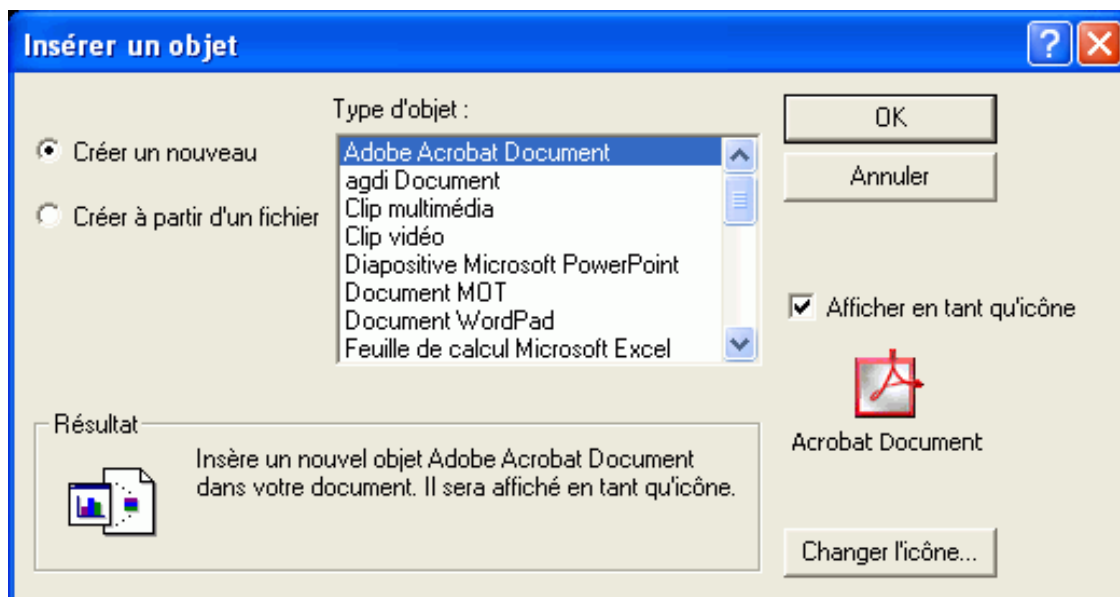 Insérer un objet
Créer un nouveau
Créer à partir d'un fichier
Type d'objet :
Adobe Acrobat Document
agdi Document
Clip multimédia
Clip vidéo
Diapositive Microsoft PowerPoint
Document MOT
Document WordPad
Feuille de calcul Microsoft Excel
OK
Annuler
Afficher en tant qu'icône
Acrobat Document
Changer l'icône...
Résultat
Insère un nouvel objet Adobe Acrobat Document
dans votre document. Il sera affiché en tant qu'icône.